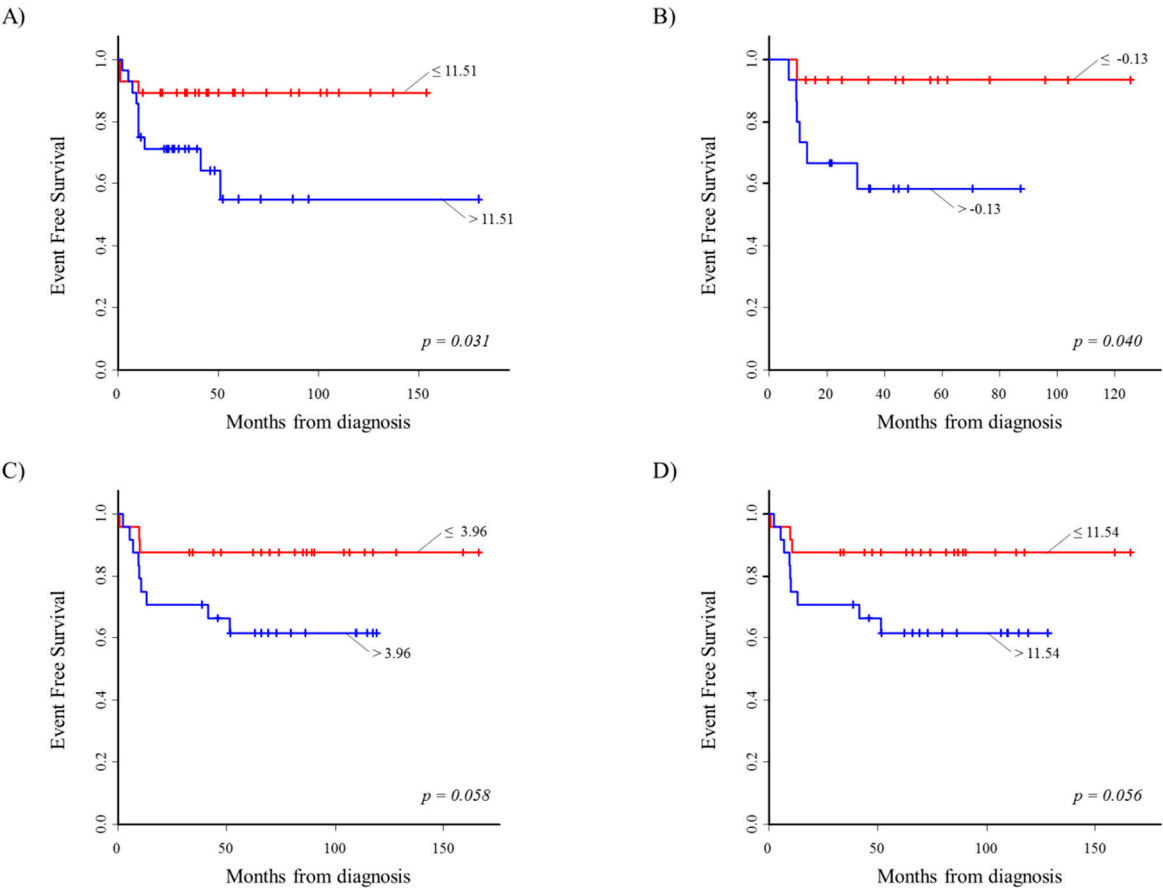 A)
Event Free Survival
1.0
0.8
0.6
0.4
0.2
0.0
≤ 11.51
> 11.51
p = 0.031
0 50 100 150
Months from diagnosis
B)
Event Free Survival
1.0
0.8
0.6
0.4
0.2
0.0
≤ -0.13
> -0.13
p = 0.040
0 20 40 60 80 100 120
Months from diagnosis
C)
Event Free Survival
1.0
0.8
0.6
0.4
0.2
0.0
≤ 3.96
> 3.96
p = 0.058
0 50 100 150
Months from diagnosis
D)
Event Free Survival
1.0
0.8
0.6
0.4
0.2
0.0
≤ 11.54
> 11.54
p = 0.056
0 50 100 150
Months from diagnosis